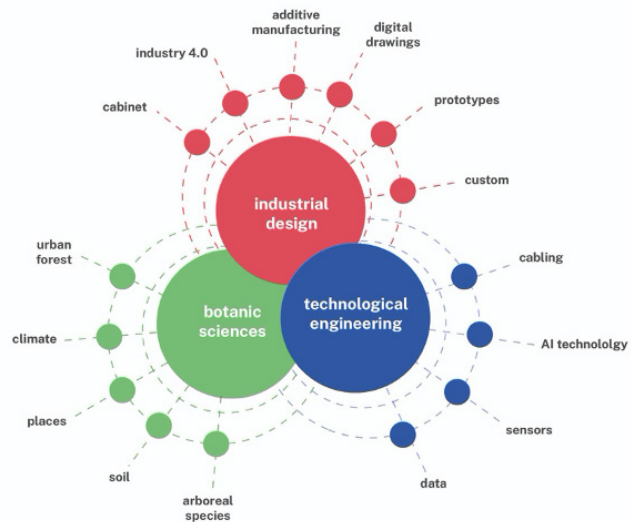 additive
manufacturing
digital
drawings
industry 4.0
prototypes
cabinet
custom
industrial
design
urban
forest
cabling
botanic
sciences
technological
engineering
climate
AI technololgy
places
sensors
soil
data
arboreal
species